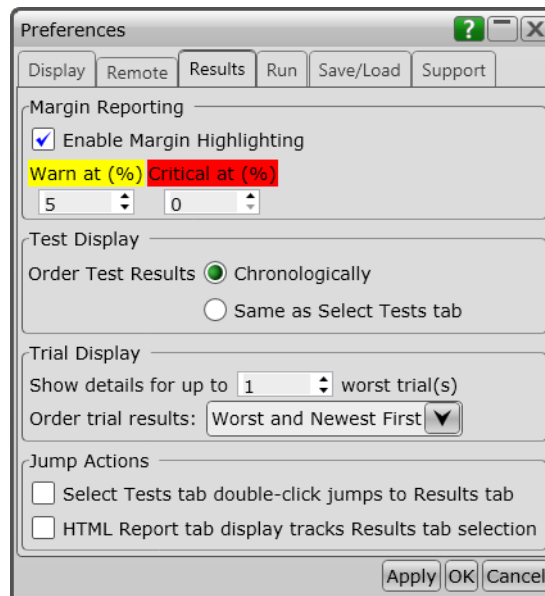 Preferences ? X
Display Remote Results Run Save/Load Support
Margin Reporting
Enable Margin Highlighting
Warn at (%) Critical at (%)
5 0
Test Display
Order Test Results Chronologically
Same as Select Tests tab
Trial Display
Show details for up to 1 worst trial(s)
Order trial results: Worst and Newest First
Jump Actions
Select Tests tab double-click jumps to Results tab
HTML Report tab display tracks Results tab selection
Apply OK Cancel